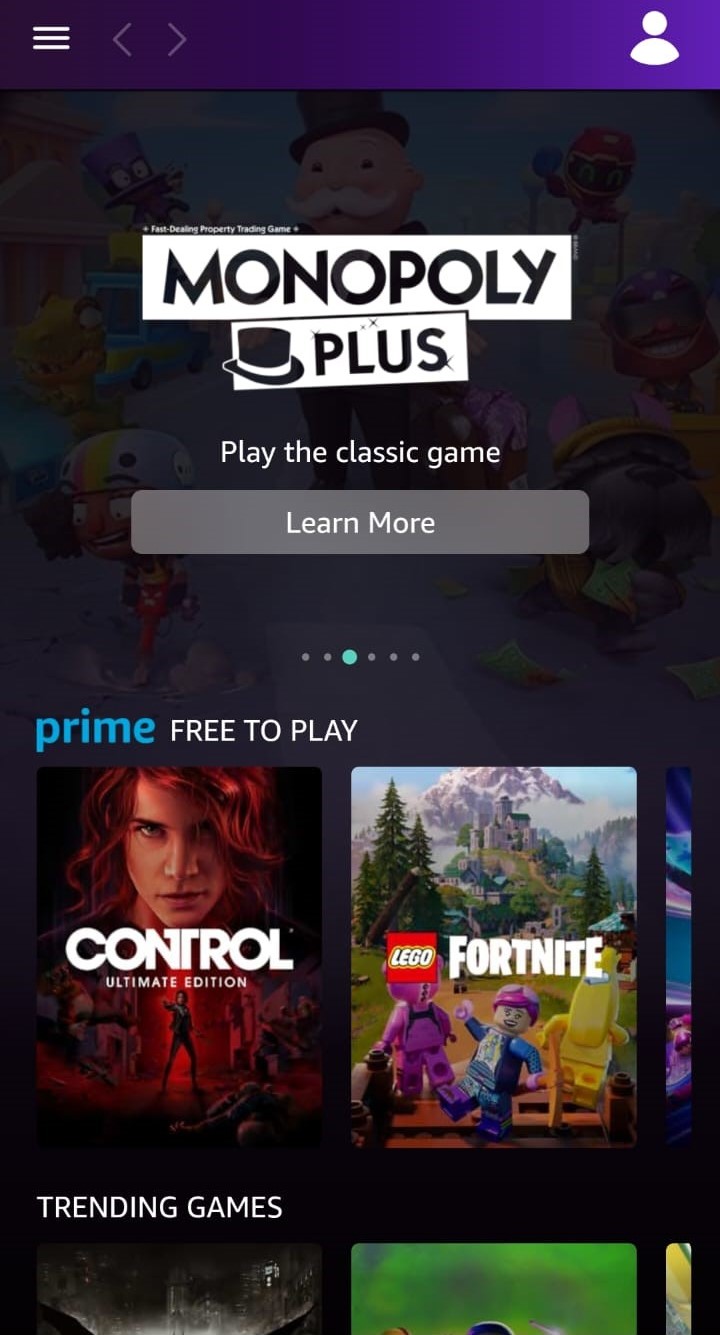 + Fast-Dealing Property Trading Game +
MONOPOLY
PLUS
Play the classic game
Learn More
prime FREE TO PLAY
CONTROL
ULTIMATE EDITION
LEGO FORTNITE
TRENDING GAMES